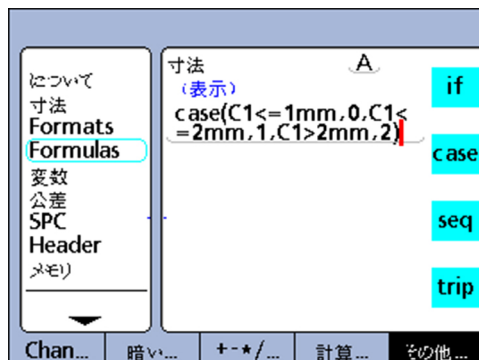 について
寸法
Formats
Formulas
変数
公差
SPC
Header
メモリ
寸法
A
(表示)
case(C1<=1mm,0,C1<
=2mm,1,C1>2mm,2)
if
case
seq
trip
Chan...
暗い...
+-*/...
計算...
その他...